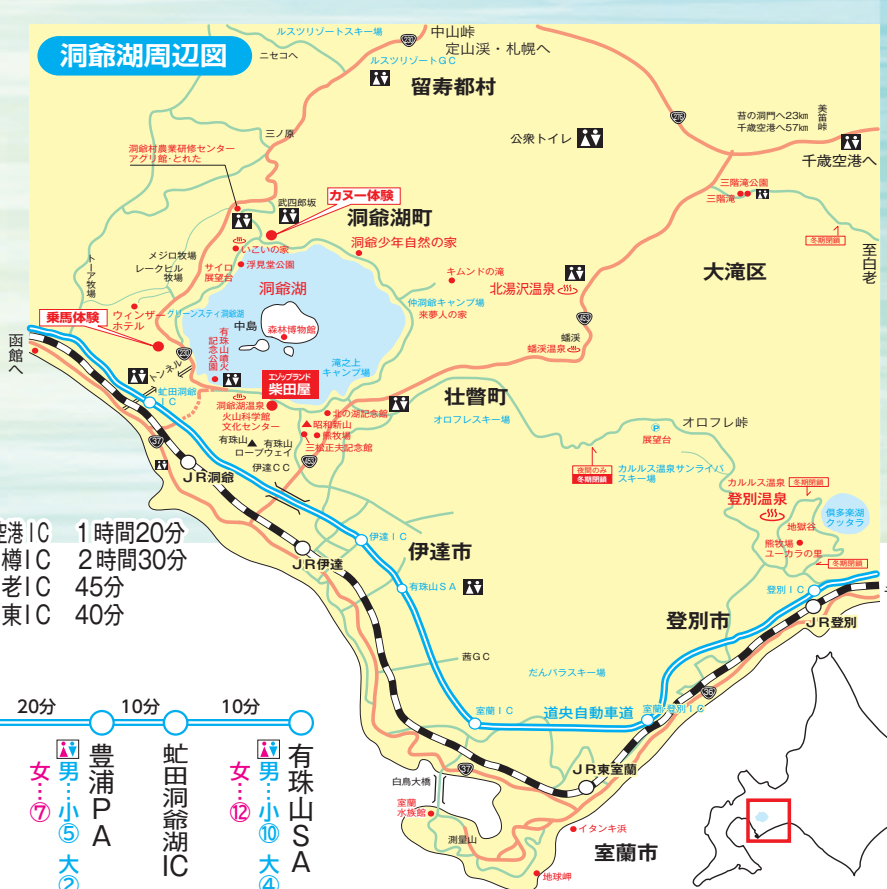 洞爺湖周辺図
ルスツリゾートスキー場
ニセコへ
230
中山峠
定山渓・札幌へ
ルスツリゾートGC
留寿都村
276
苔の洞門へ23km
千歳空港へ57km
美笛峠
公衆トイレ
千歳空港へ
三ノ原
洞爺村農業研修センター
アグリ館・とれた
三階滝公園
三階滝
武四郎坂
カヌー体験
洞爺湖町
冬期閉鎖
至白老
いこいの家
洞爺少年自然の家
メジロ牧場
レークヒル
牧場
サイロ
展望台
浮見堂公園
トーア牧場
キムンドの滝
北湯沢温泉
大滝区
洞爺湖
仲洞爺キャンプ場
来夢人の家
ウィンザー
ホテル
グリーンスティ洞爺湖
乗馬体験
中島
森林博物館
有珠山噴火
記念公園
453
蟠渓
蟠渓温泉
函館へ
230
トンネル
滝之上
キャンプ場
エゾップランド
柴田屋
壮瞥町
虻田洞爺
IC
洞爺湖温泉
火山科学館
文化センター
北の湖記念館
昭和新山
熊牧場
三松正夫記念館
オロフレスキー場
オロフレ峠
P
展望台
37
有珠山
有珠山
ロープウェイ
伊達CC
453
JR洞爺
夜間のみ
冬期閉鎖
カルルス温泉サンライバ
スキー場
カルルス温泉
冬期閉鎖
登別温泉
倶多楽湖
クッタラ
地獄谷
熊牧場
ユーカラの里
冬期閉鎖
空港IC 1時間20分
樽IC 2時間30分
老IC 45分
東IC 40分
伊達IC
伊達市
JR伊達
有珠山SA
登別IC
登別市
JR登別
茜GC
だんパラスキー場
36
室蘭IC
道央自動車道
室蘭・登別IC
20分
10分
10分
豊浦PA
男…小⑤ 大②
女…⑦
虻田洞爺湖IC
有珠山SA
男…小⑩ 大④
女…⑫
37
JR東室蘭
白鳥大橋
室蘭
水族館
測量山
イタンキ浜
室蘭市
地球岬